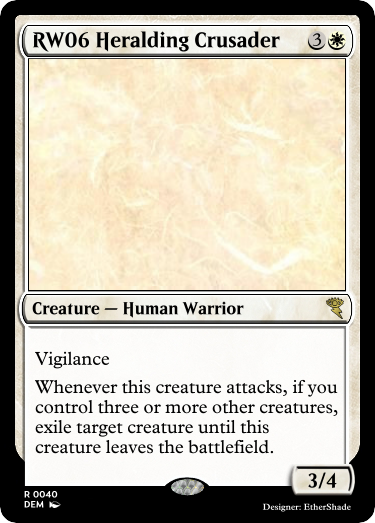 RW06 Heralding Crusader 3
Creature — Human Warrior
Vigilance
Whenever this creature attacks, if you
control three or more other creatures,
exile target creature until this
creature leaves the battlefield.
3/4
R 0040
DEM
Designer: EtherShade